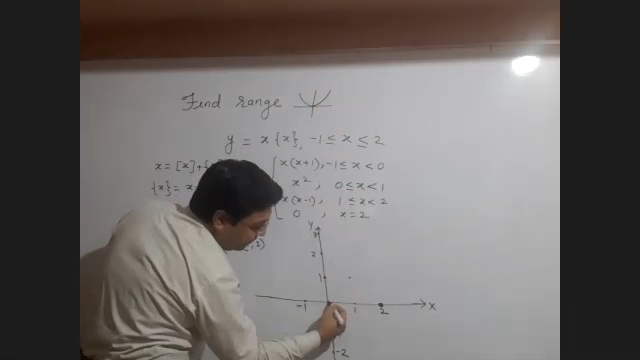 Find range
y = x{x}, -1 ≤ x ≤ 2
x = [x] +
x(x+1), -1 ≤ x < 0
{x} = x
x², 0 ≤ x < 1
x(x-1), 1 ≤ x < 2
0, x = 2
, 2)
Y
3
2
1
-1 1 2 X
-2